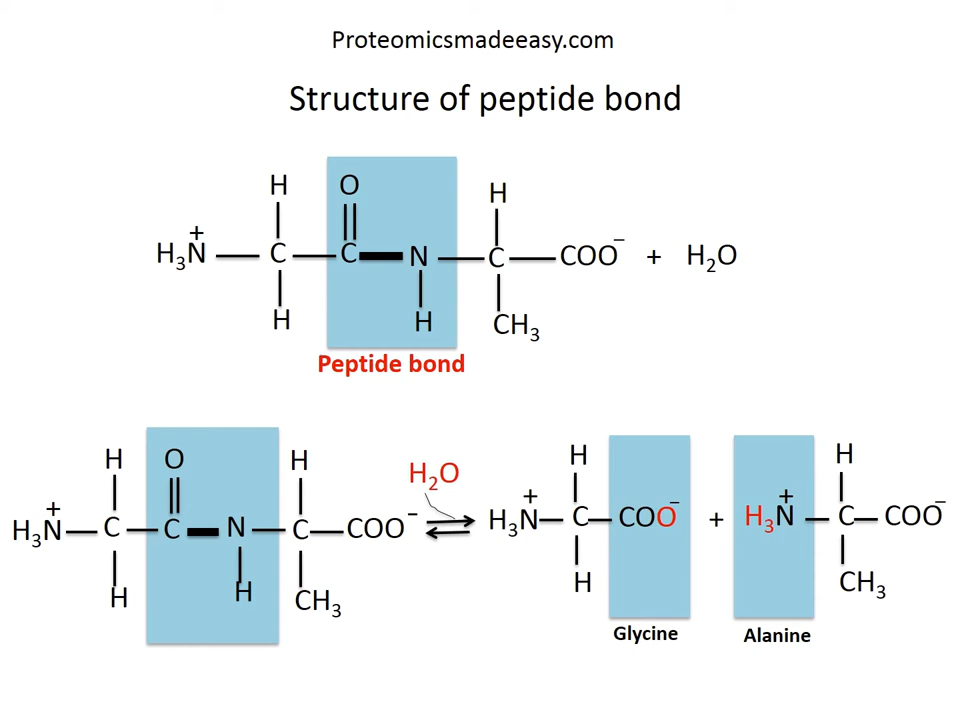 Proteomicsmadeeasy.com
Structure of peptide bond
H O H
H₃N⁺ C C N C COO⁻ + H₂O
H H CH₃
Peptide bond
H O H H₂O H H
H₃N⁺ C C N C COO⁻ H₃N⁺ C COO⁻ + H₃N⁺ C COO⁻
H H CH₃ H CH₃
Glycine Alanine